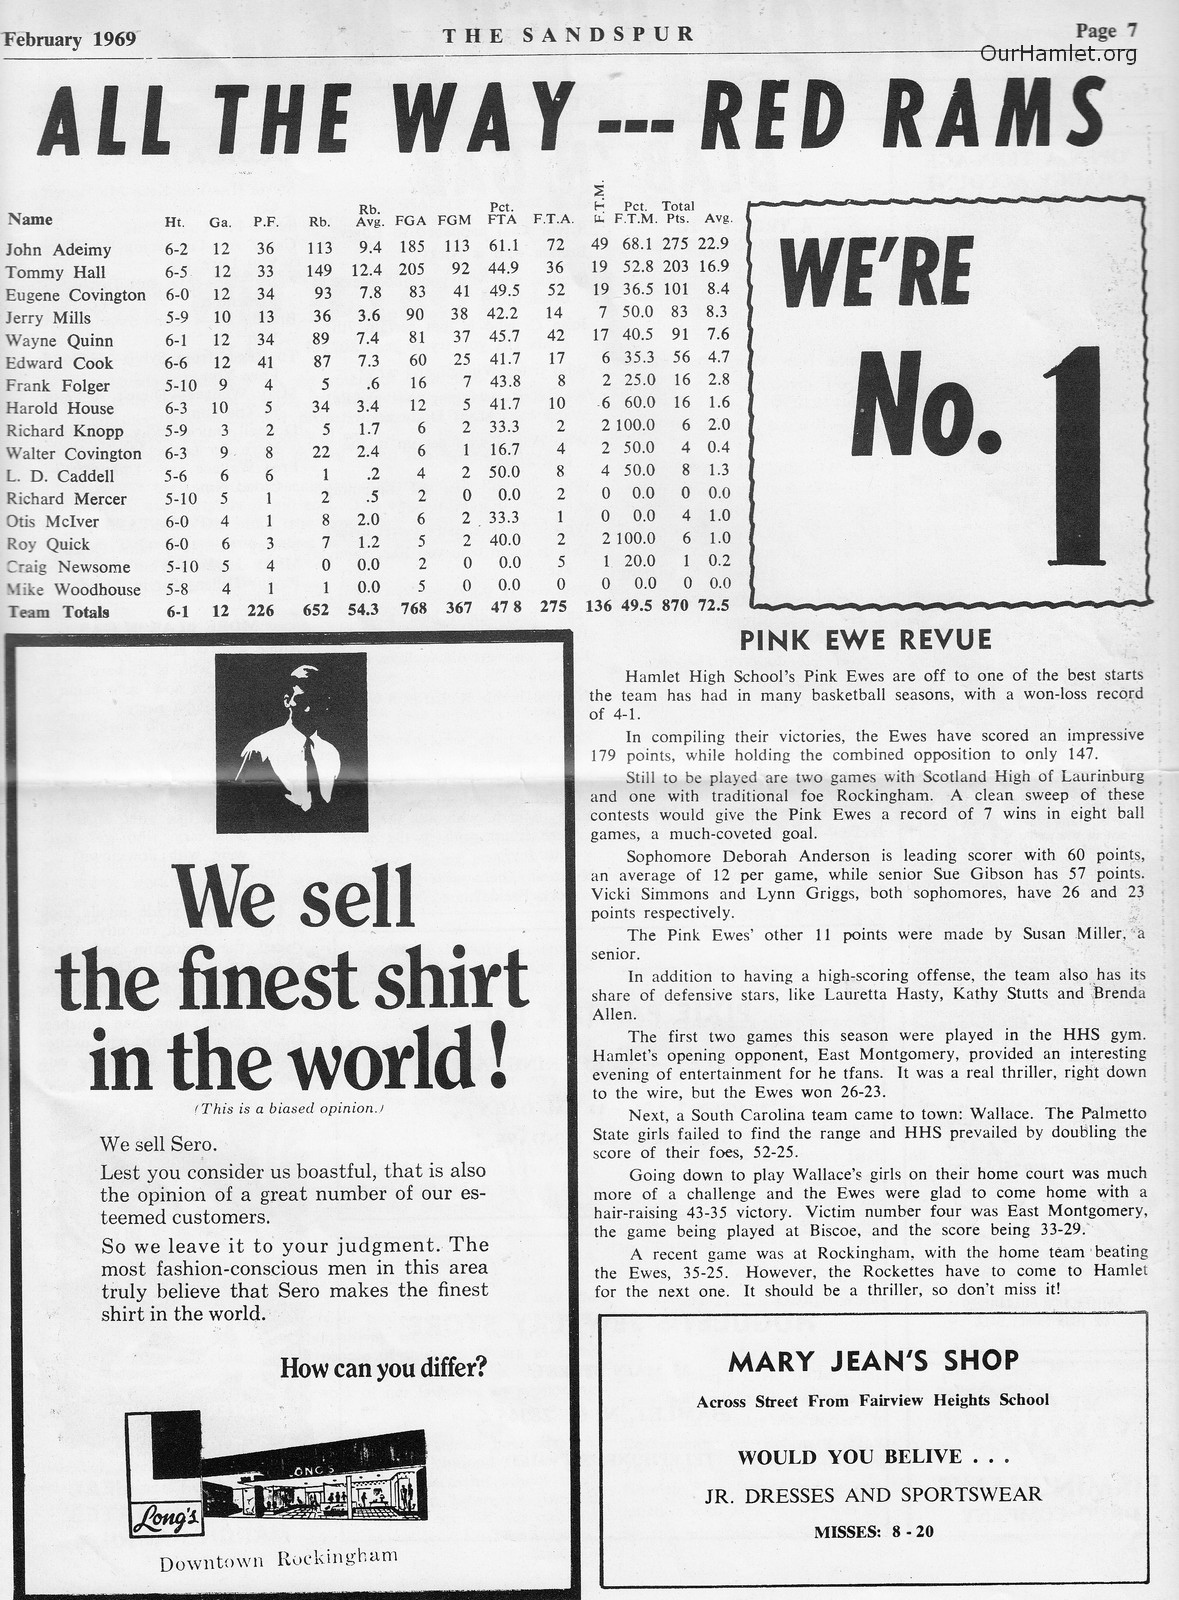 February 1969 THE SANDSPUR Page 7
OurHamlet.org
ALL THE WAY --- RED RAMS
Name Ht. Ga. P.F. Rb. Rb. Avg. FGA FGM Pct. FTA F.T.A. F.T.M. Pct. F.T.M. Total Pts. Avg.
John Adeimy 6-2 12 36 113 9.4 185 113 61.1 72 49 68.1 275 22.9
Tommy Hall 6-5 12 33 149 12.4 205 92 44.9 36 19 52.8 203 16.9
Eugene Covington 6-0 12 34 93 7.8 83 41 49.5 52 19 36.5 101 8.4
Jerry Mills 5-9 10 13 36 3.6 90 38 42.2 14 7 50.0 83 8.3
Wayne Quinn 6-1 12 34 89 7.4 81 37 45.7 42 17 40.5 91 7.6
Edward Cook 6-6 12 41 87 7.3 60 25 41.7 17 6 35.3 56 4.7
Frank Folger 5-10 9 4 5 .6 16 7 43.8 8 2 25.0 16 2.8
Harold House 6-3 10 5 34 3.4 12 5 41.7 10 6 60.0 16 1.6
Richard Knopp 5-9 3 2 5 1.7 6 2 33.3 2 2 100.0 6 2.0
Walter Covington 6-3 9 8 22 2.4 6 1 16.7 4 2 50.0 4 0.4
L. D. Caddell 5-6 6 6 1 .2 4 2 50.0 8 4 50.0 8 1.3
Richard Mercer 5-10 5 1 2 .5 2 0 0.0 2 0 0.0 0 0.0
Otis McIver 6-0 4 1 8 2.0 6 2 33.3 1 0 0.0 4 1.0
Roy Quick 6-0 6 3 7 1.2 5 2 40.0 2 2 100.0 6 1.0
Craig Newsome 5-10 5 4 0 0.0 2 0 0.0 5 1 20.0 1 0.2
Mike Woodhouse 5-8 4 1 1 0.0 5 0 0.0 0 0 0.0 0 0.0
Team Totals 6-1 12 226 652 54.3 768 367 47 8 275 136 49.5 870 72.5
WE'RE
No. 1
We sell
the finest shirt
in the world!
(This is a biased opinion.)
We sell Sero.
Lest you consider us boastful, that is also
the opinion of a great number of our es-
teemed customers.
So we leave it to your judgment. The
most fashion-conscious men in this area
truly believe that Sero makes the finest
shirt in the world.
How can you differ?
LONG'S
Long's
Downtown Rockingham
PINK EWE REVUE
Hamlet High School's Pink Ewes are off to one of the best starts
the team has had in many basketball seasons, with a won-loss record
of 4-1.
In compiling their victories, the Ewes have scored an impressive
179 points, while holding the combined opposition to only 147.
Still to be played are two games with Scotland High of Laurinburg
and one with traditional foe Rockingham. A clean sweep of these
contests would give the Pink Ewes a record of 7 wins in eight ball
games, a much-coveted goal.
Sophomore Deborah Anderson is leading scorer with 60 points,
an average of 12 per game, while senior Sue Gibson has 57 points.
Vicki Simmons and Lynn Griggs, both sophomores, have 26 and 23
points respectively.
The Pink Ewes' other 11 points were made by Susan Miller, a
senior.
In addition to having a high-scoring offense, the team also has its
share of defensive stars, like Lauretta Hasty, Kathy Stutts and Brenda
Allen.
The first two games this season were played in the HHS gym.
Hamlet's opening opponent, East Montgomery, provided an interesting
evening of entertainment for he tfans. It was a real thriller, right down
to the wire, but the Ewes won 26-23.
Next, a South Carolina team came to town: Wallace. The Palmetto
State girls failed to find the range and HHS prevailed by doubling the
score of their foes, 52-25.
Going down to play Wallace's girls on their home court was much
more of a challenge and the Ewes were glad to come home with a
hair-raising 43-35 victory. Victim number four was East Montgomery,
the game being played at Biscoe, and the score being 33-29.
A recent game was at Rockingham, with the home team beating
the Ewes, 35-25. However, the Rockettes have to come to Hamlet
for the next one. It should be a thriller, so don't miss it!
MARY JEAN'S SHOP
Across Street From Fairview Heights School
WOULD YOU BELIVE . . .
JR. DRESSES AND SPORTSWEAR
MISSES: 8 - 20